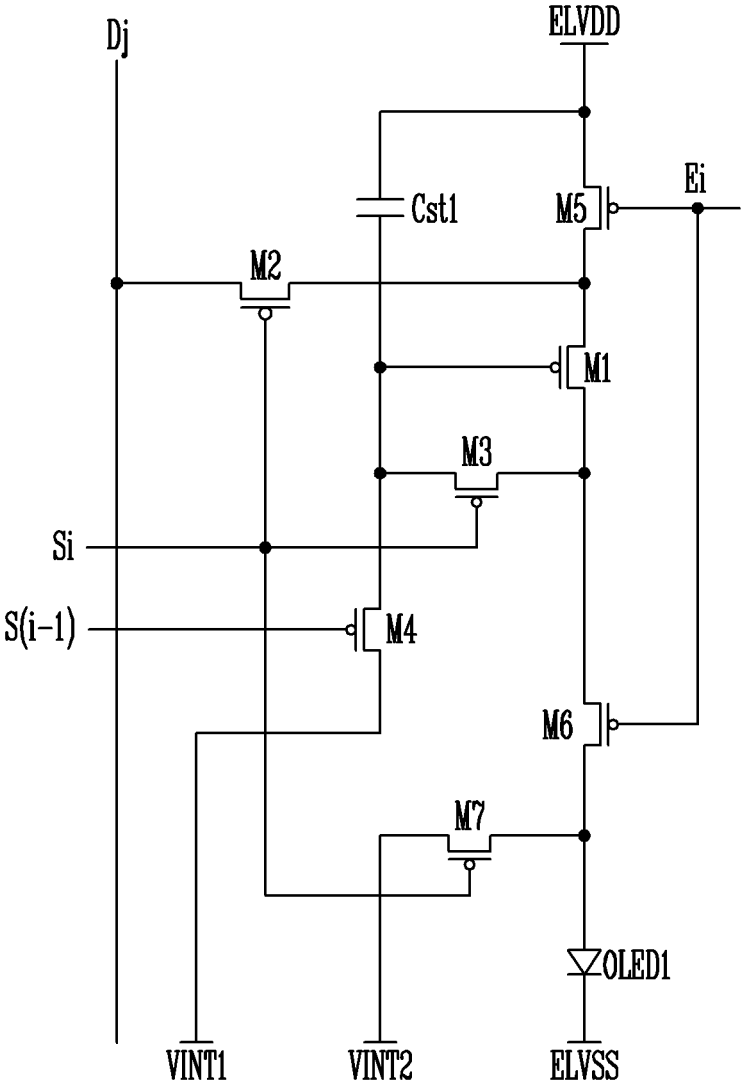 Dj
ELVDD
Ei
Cst1
M5
M2
M1
M3
Si
S(i-1)
M4
M6
M7
OLED1
VINT1
VINT2
ELVSS